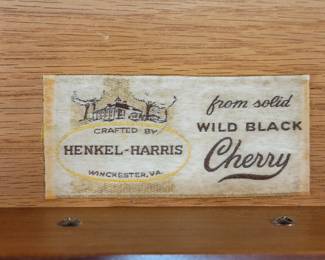 CRAFTED BY
HENKEL-HARRIS
WINCHESTER, VA.
from solid
WILD BLACK
Cherry